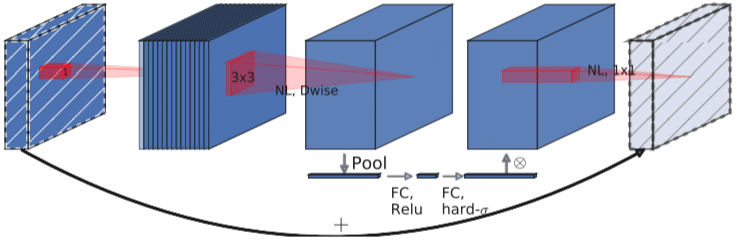 1
3x3
NL, Dwise
NL, 1x1
Pool
⊗
FC,
Relu
FC,
hard-σ
+